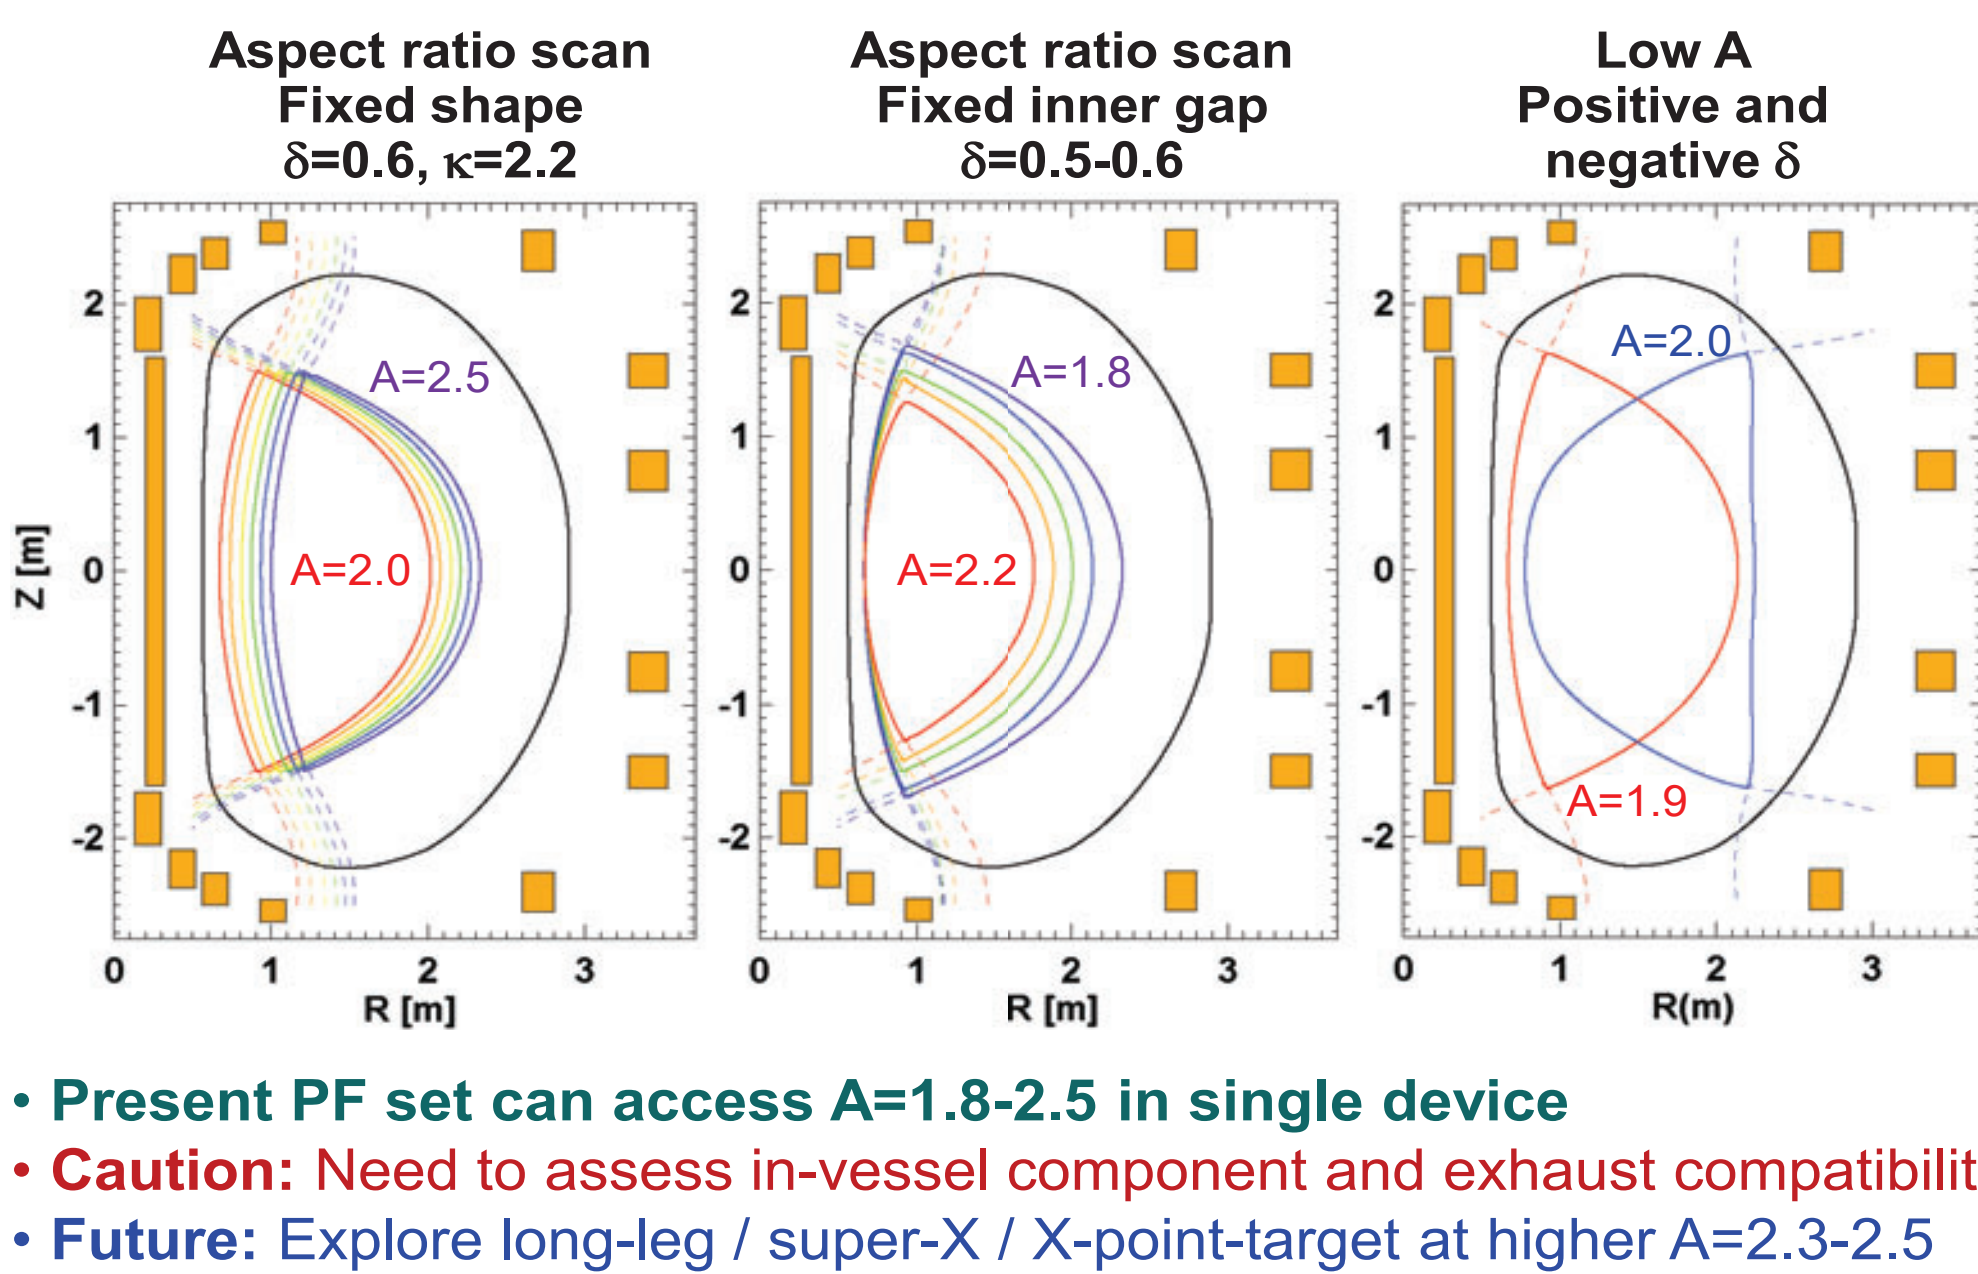 Aspect ratio scan
Fixed shape
δ=0.6, κ=2.2
Aspect ratio scan
Fixed inner gap
δ=0.5-0.6
Low A
Positive and
negative δ
Z [m]
2
1
0
-1
-2
A=2.5
A=2.0
0 1 2 3
R [m]
2
1
0
-1
-2
A=1.8
A=2.2
0 1 2 3
R [m]
2
1
0
-1
-2
A=2.0
A=1.9
0 1 2 3
R(m)
• Present PF set can access A=1.8-2.5 in single device
• Caution: Need to assess in-vessel component and exhaust compatibilit
• Future: Explore long-leg / super-X / X-point-target at higher A=2.3-2.5